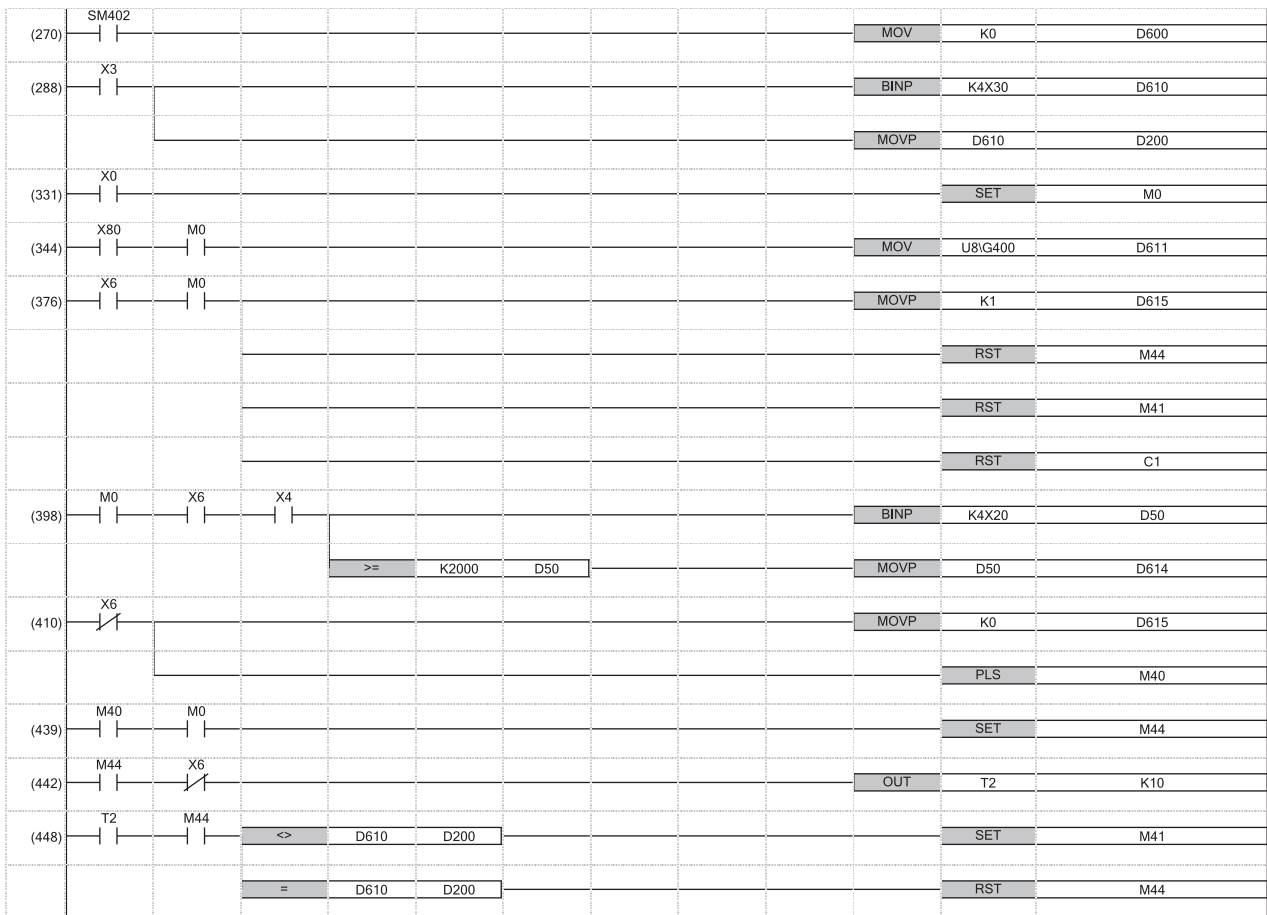 SM402
(270) MOV K0 D600
X3
(288) BINP K4X30 D610
MOVP D610 D200
X0
(331) SET M0
X80 M0
(344) MOV U8\G400 D611
X6 M0
(376) MOVP K1 D615
RST M44
RST M41
RST C1
M0 X6 X4
(398) BINP K4X20 D50
>= K2000 D50 MOVP D50 D614
X6
(410) MOVP K0 D615
PLS M40
M40 M0
(439) SET M44
M44 X6
(442) OUT T2 K10
T2 M44
(448) <> D610 D200 SET M41
= D610 D200 RST M44